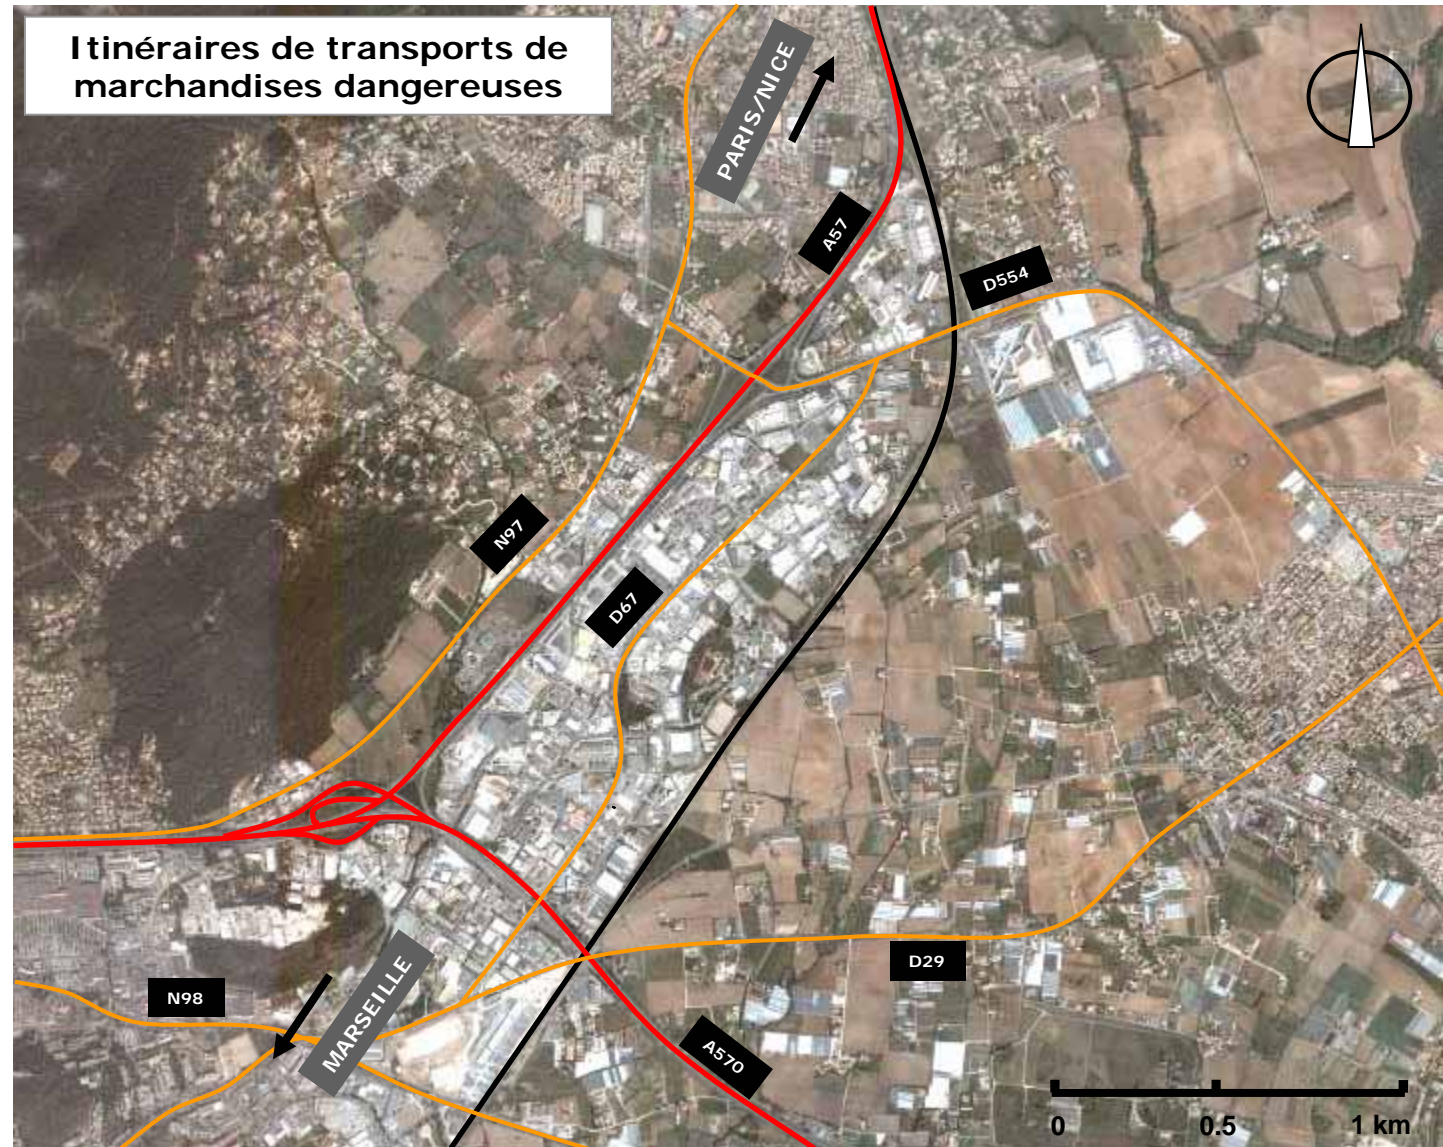 Itinéraires de transports de
marchandises dangereuses
PARIS/NICE
A57
D554
N97
D67
D29
N98
MARSEILLE
A570
0 0.5 1 km